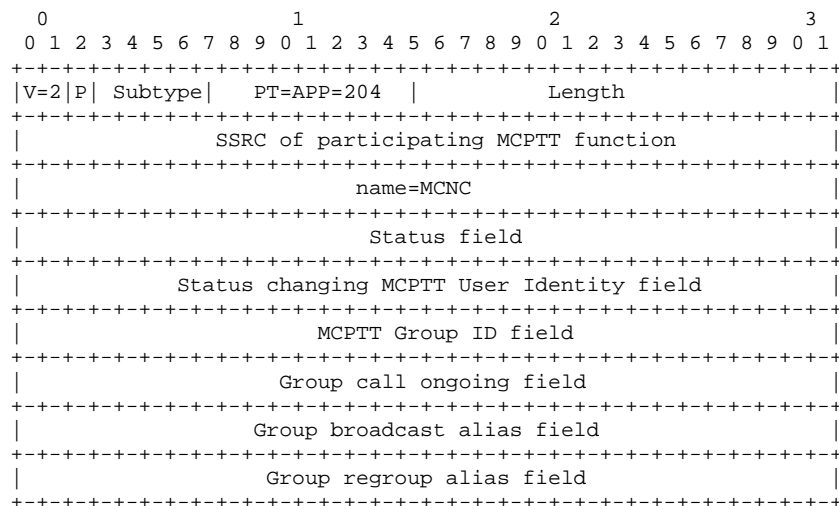 0                   1                   2                   3
0 1 2 3 4 5 6 7 8 9 0 1 2 3 4 5 6 7 8 9 0 1 2 3 4 5 6 7 8 9 0 1
+-+-+-+-+-+-+-+-+-+-+-+-+-+-+-+-+-+-+-+-+-+-+-+-+-+-+-+-+-+-+-+-+
|V=2|P| Subtype|   PT=APP=204  |          Length                |
+-+-+-+-+-+-+-+-+-+-+-+-+-+-+-+-+-+-+-+-+-+-+-+-+-+-+-+-+-+-+-+-+
|               SSRC of participating MCPTT function            |
+-+-+-+-+-+-+-+-+-+-+-+-+-+-+-+-+-+-+-+-+-+-+-+-+-+-+-+-+-+-+-+-+
|                          name=MCNC                            |
+-+-+-+-+-+-+-+-+-+-+-+-+-+-+-+-+-+-+-+-+-+-+-+-+-+-+-+-+-+-+-+-+
|                           Status field                        |
+-+-+-+-+-+-+-+-+-+-+-+-+-+-+-+-+-+-+-+-+-+-+-+-+-+-+-+-+-+-+-+-+
|            Status changing MCPTT User Identity field          |
+-+-+-+-+-+-+-+-+-+-+-+-+-+-+-+-+-+-+-+-+-+-+-+-+-+-+-+-+-+-+-+-+
|                       MCPTT Group ID field                    |
+-+-+-+-+-+-+-+-+-+-+-+-+-+-+-+-+-+-+-+-+-+-+-+-+-+-+-+-+-+-+-+-+
|                    Group call ongoing field                   |
+-+-+-+-+-+-+-+-+-+-+-+-+-+-+-+-+-+-+-+-+-+-+-+-+-+-+-+-+-+-+-+-+
|                  Group broadcast alias field                  |
+-+-+-+-+-+-+-+-+-+-+-+-+-+-+-+-+-+-+-+-+-+-+-+-+-+-+-+-+-+-+-+-+
|                   Group regroup alias field                   |
+-+-+-+-+-+-+-+-+-+-+-+-+-+-+-+-+-+-+-+-+-+-+-+-+-+-+-+-+-+-+-+-+